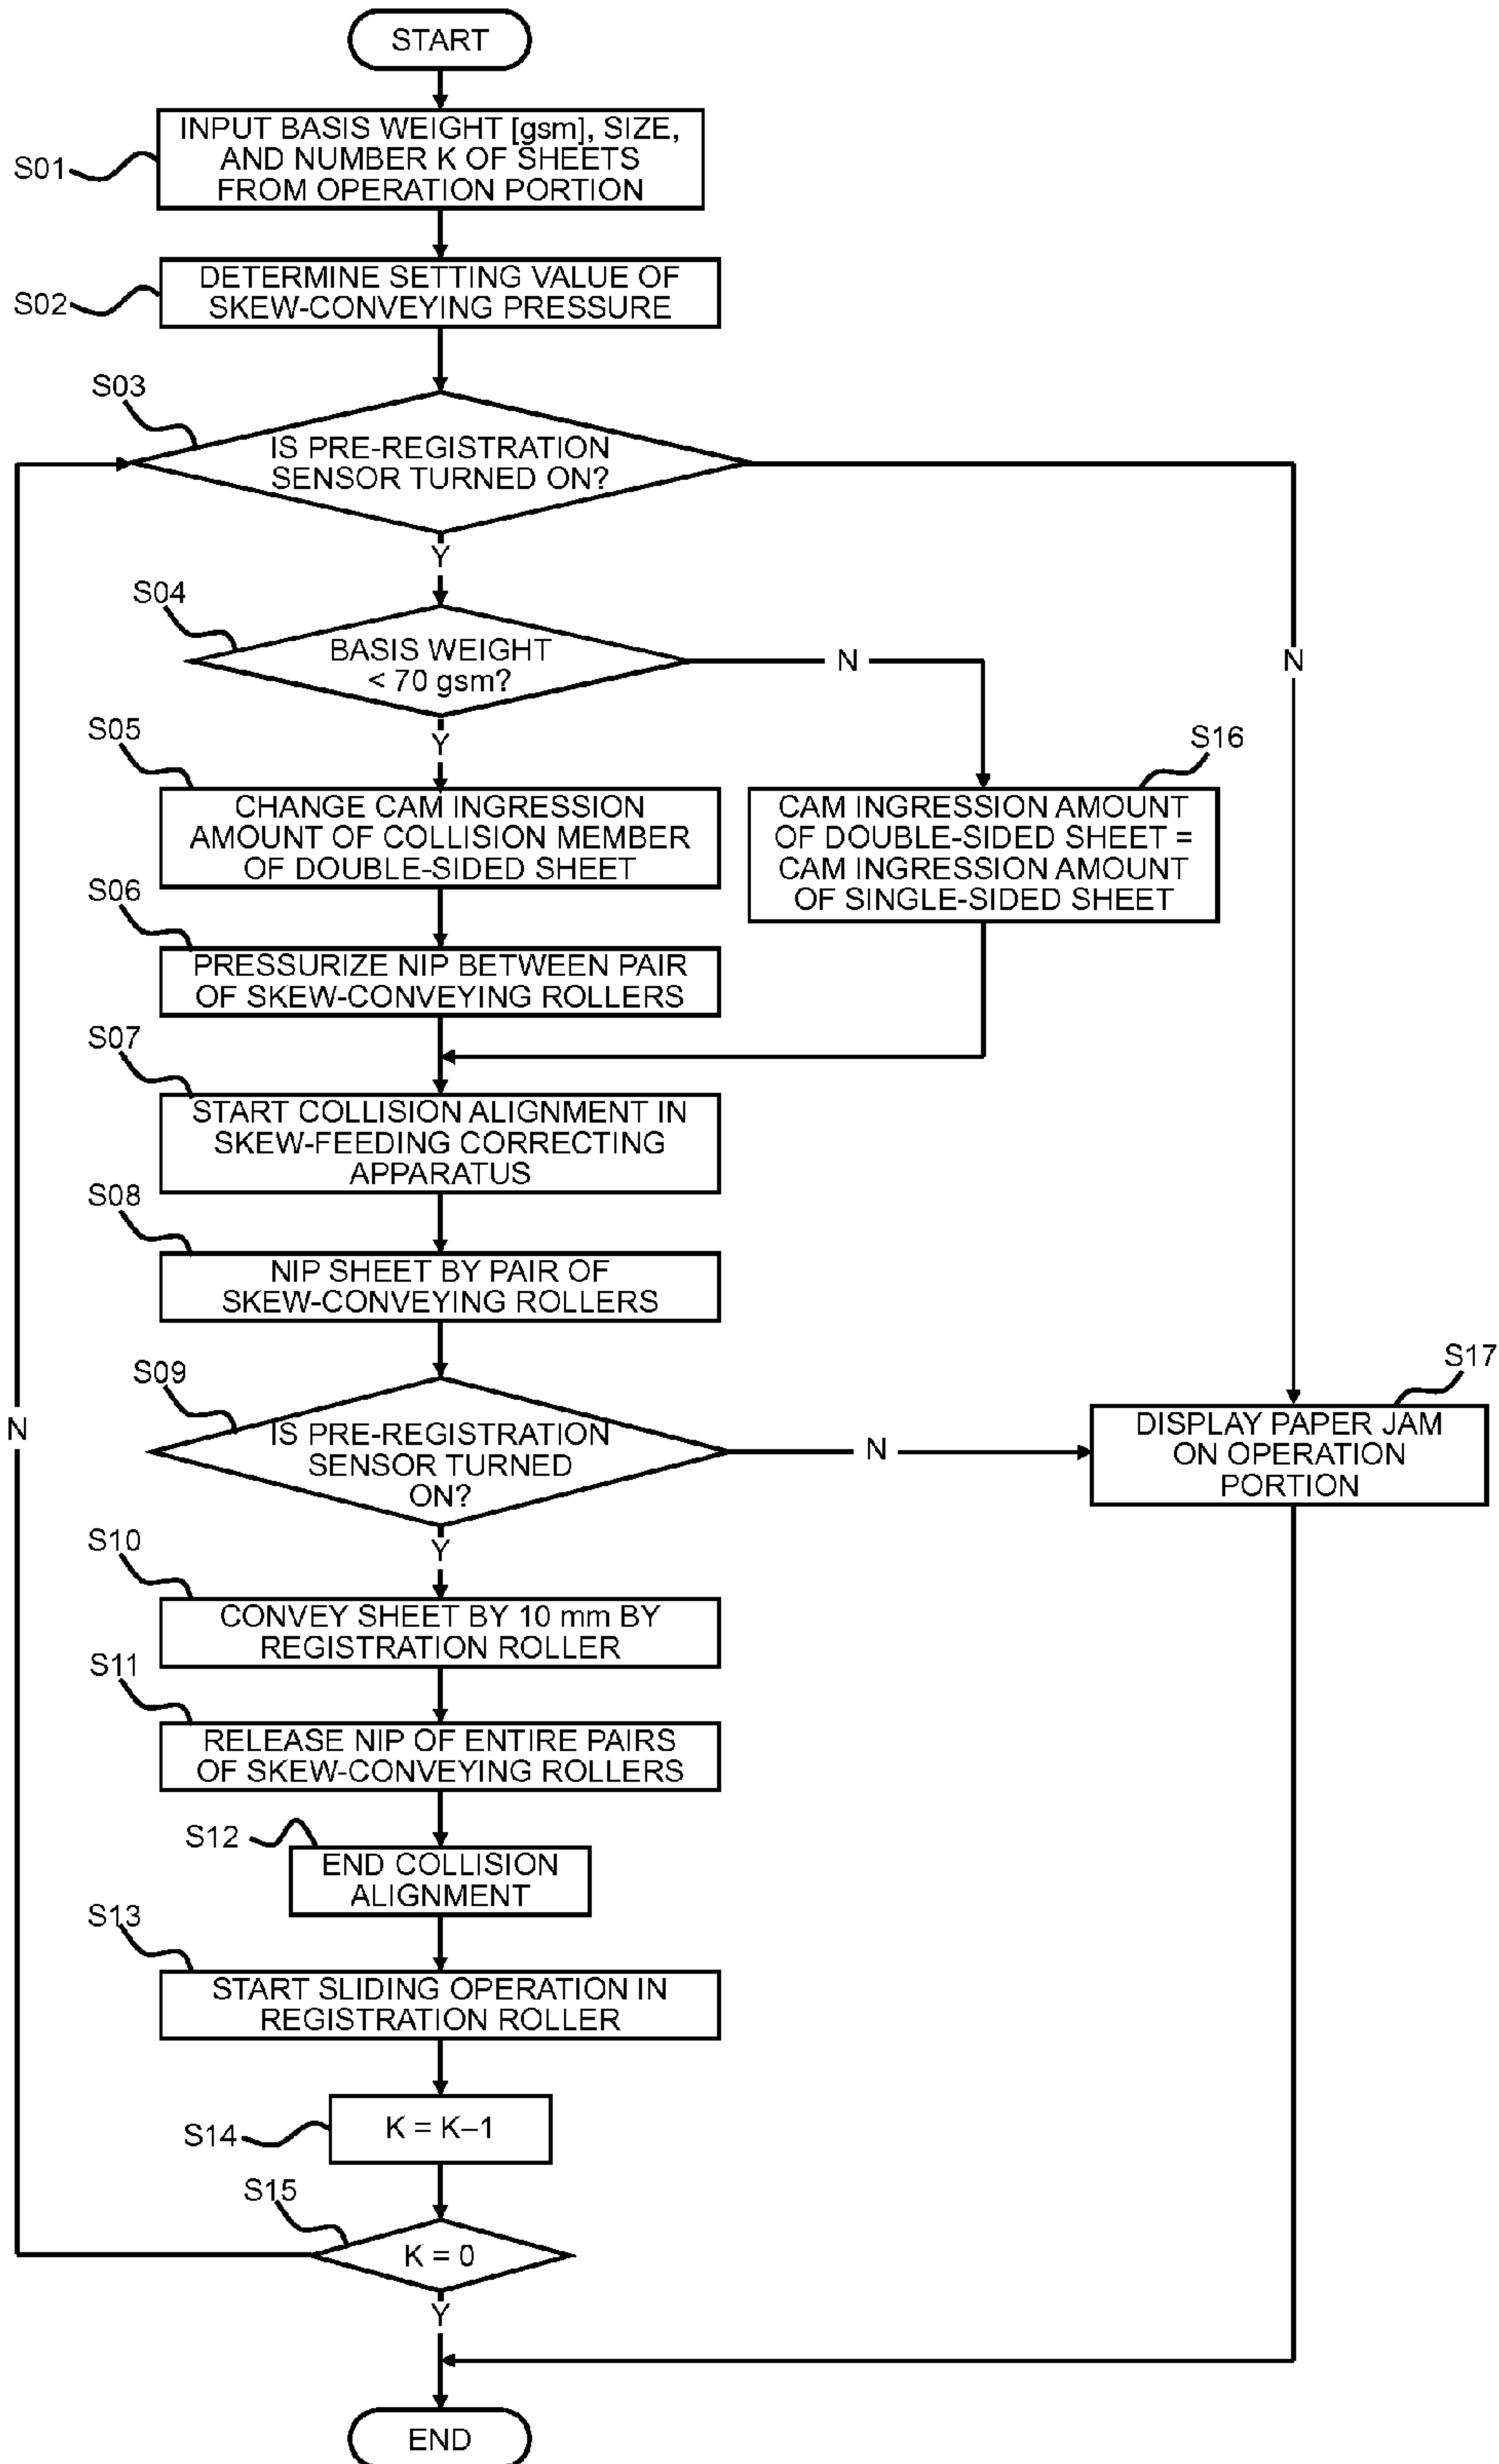 START
S01
INPUT BASIS WEIGHT [gsm], SIZE,
AND NUMBER K OF SHEETS
FROM OPERATION PORTION
S02
DETERMINE SETTING VALUE OF
SKEW-CONVEYING PRESSURE
S03
IS PRE-REGISTRATION
SENSOR TURNED ON?
Y
N
S04
BASIS WEIGHT
< 70 gsm?
N
Y
S05
CHANGE CAM INGRESSION
AMOUNT OF COLLISION MEMBER
OF DOUBLE-SIDED SHEET
S16
CAM INGRESSION AMOUNT
OF DOUBLE-SIDED SHEET =
CAM INGRESSION AMOUNT
OF SINGLE-SIDED SHEET
S06
PRESSURIZE NIP BETWEEN PAIR
OF SKEW-CONVEYING ROLLERS
S07
START COLLISION ALIGNMENT IN
SKEW-FEEDING CORRECTING
APPARATUS
S08
NIP SHEET BY PAIR OF
SKEW-CONVEYING ROLLERS
S09
IS PRE-REGISTRATION
SENSOR TURNED
ON?
N
Y
S17
DISPLAY PAPER JAM
ON OPERATION
PORTION
S10
CONVEY SHEET BY 10 mm BY
REGISTRATION ROLLER
S11
RELEASE NIP OF ENTIRE PAIRS
OF SKEW-CONVEYING ROLLERS
S12
END COLLISION
ALIGNMENT
S13
START SLIDING OPERATION IN
REGISTRATION ROLLER
S14
K = K–1
S15
K = 0
N
Y
END